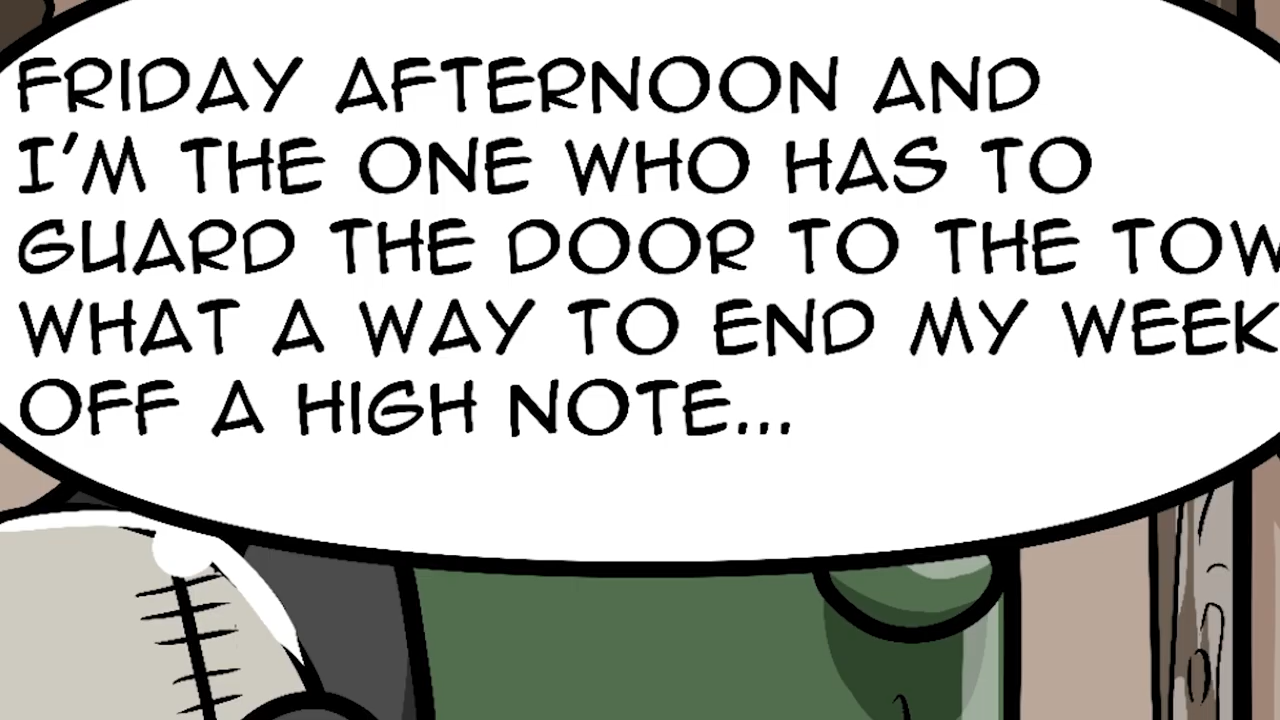 FRIDAY AFTERNOON AND
I'M THE ONE WHO HAS TO
GUARD THE DOOR TO THE
WHAT A WAY TO END MY WEEK
OFF A HIGH NOTE...